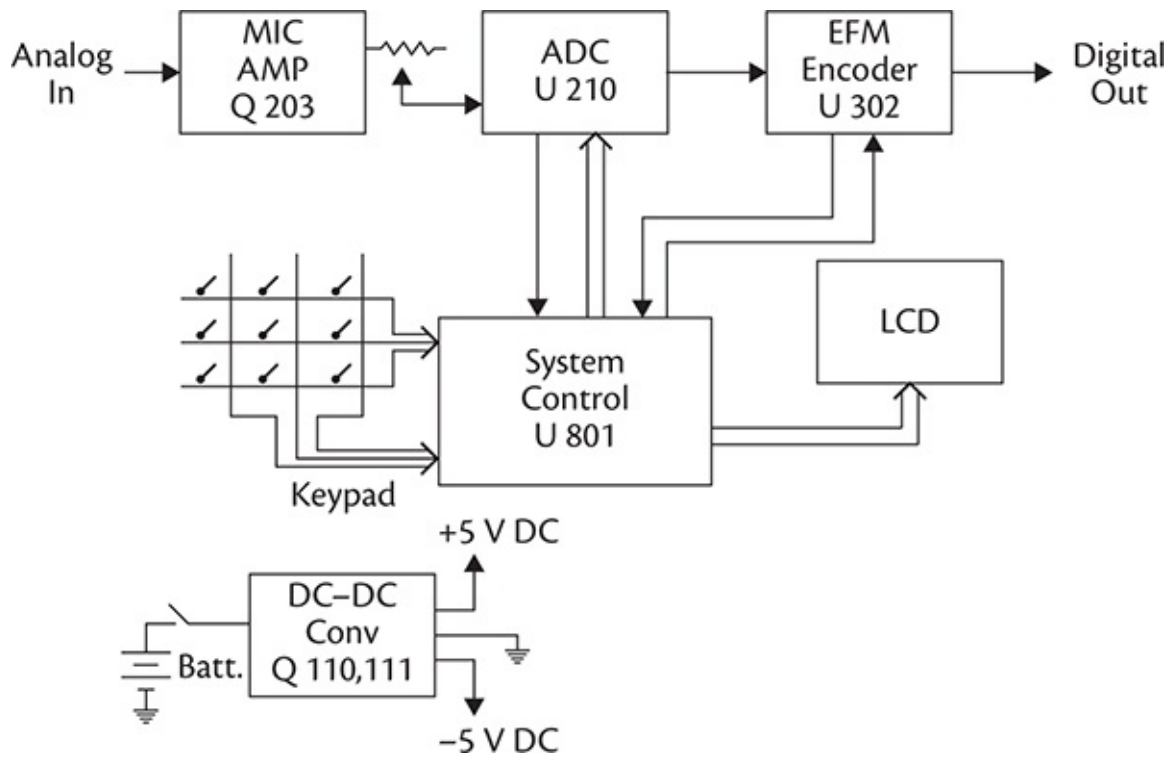 Analog
In
MIC
AMP
Q 203
ADC
U 210
EFM
Encoder
U 302
Digital
Out
LCD
System
Control
U 801
Keypad
+5 V DC
DC–DC
Conv
Q 110,111
Batt.
–5 V DC